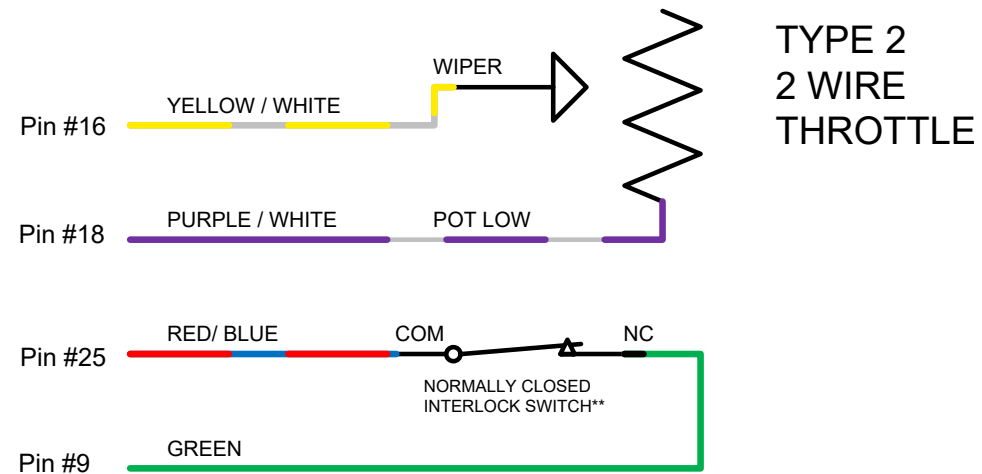 TYPE 2
2 WIRE
THROTTLE
WIPER
YELLOW / WHITE
Pin #16
PURPLE / WHITE
POT LOW
Pin #18
RED/ BLUE
COM
NC
Pin #25
NORMALLY CLOSED
INTERLOCK SWITCH**
GREEN
Pin #9